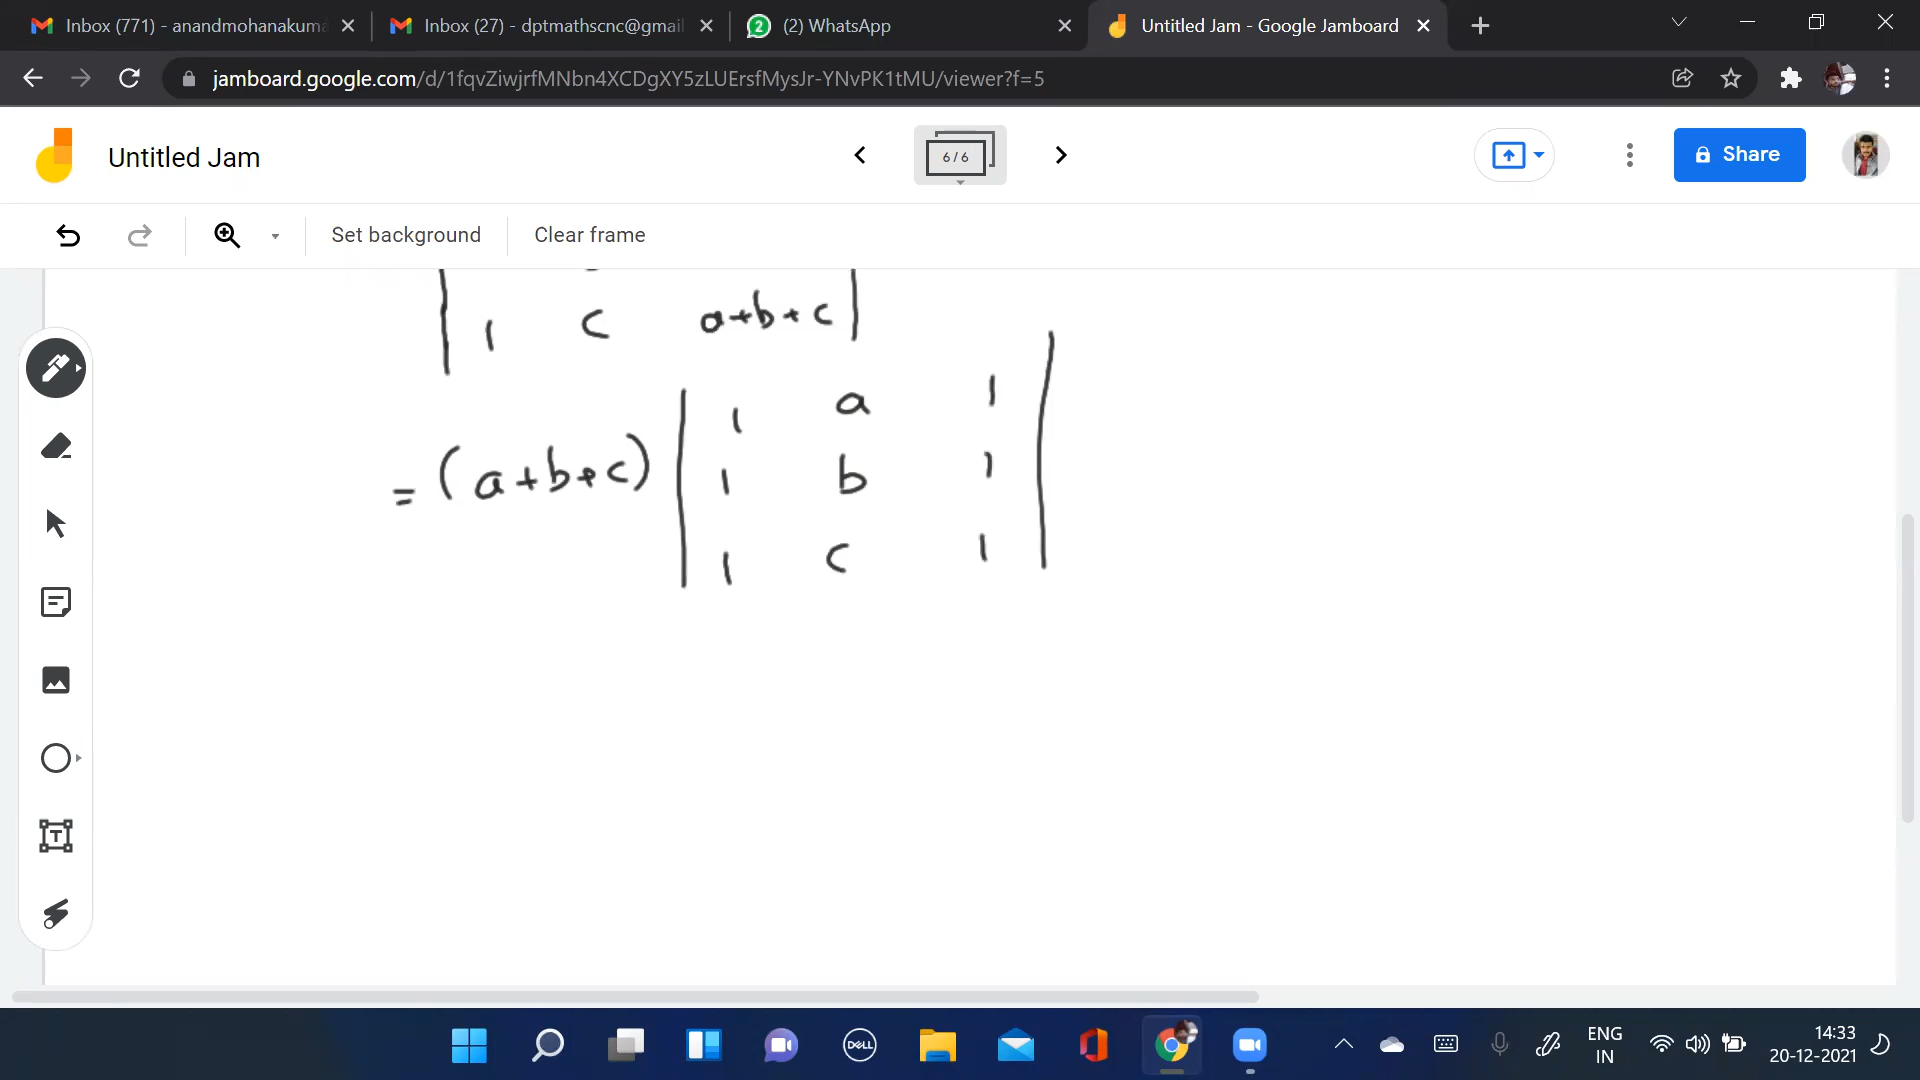 Inbox (771) - anandmohanakum
Inbox (27) - dptmathscnc@gmail
(2) WhatsApp
Untitled Jam - Google Jamboard
jamboard.google.com/d/1fqvZiwjrfMNbn4XCDgXY5zLUErsfMysJr-YNvPK1tMU/viewer?f=5
Untitled Jam
6/6
Share
Set background
Clear frame
1 c a+b+c
1 a 1
= (a+b+c) 1 b 1
1 c 1
DELL
ENG
IN
14:33
20-12-2021